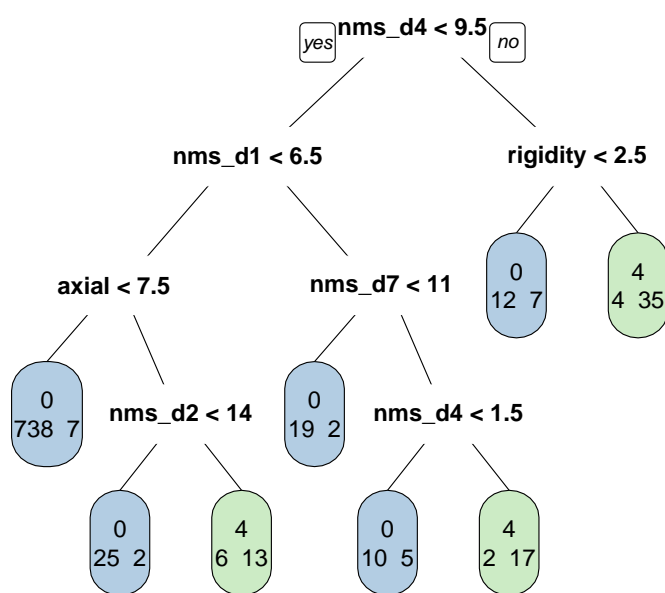 nms_d4 < 9.5
yes no
nms_d1 < 6.5 rigidity < 2.5
axial < 7.5 nms_d7 < 11
0 4
12 7 4 35
0 0
738 7 19 2
nms_d2 < 14 nms_d4 < 1.5
0 4 0 4
25 2 6 13 10 5 2 17